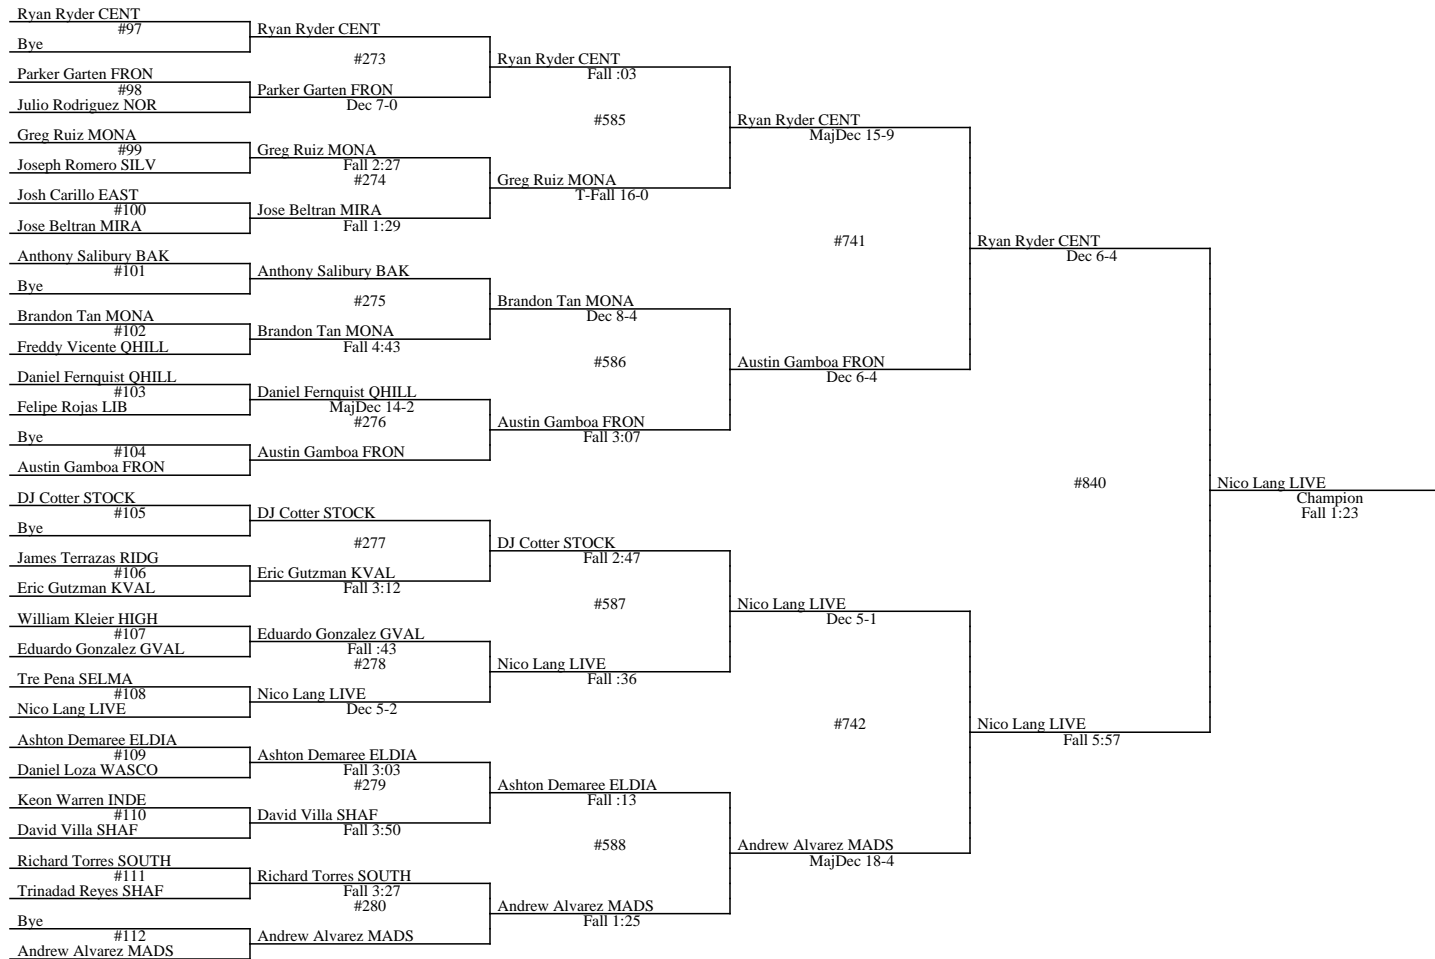 Ryan Ryder CENT
#97
Bye
Parker Garten FRON
#98
Julio Rodriguez NOR
Greg Ruiz MONA
#99
Joseph Romero SILV
Josh Carillo EAST
#100
Jose Beltran MIRA
Anthony Salibury BAK
#101
Bye
Brandon Tan MONA
#102
Freddy Vicente QHILL
Daniel Fernquist QHILL
#103
Felipe Rojas LIB
Bye
#104
Austin Gamboa FRON
DJ Cotter STOCK
#105
Bye
James Terrazas RIDG
#106
Eric Gutzman KVAL
William Kleier HIGH
#107
Eduardo Gonzalez GVAL
Tre Pena SELMA
#108
Nico Lang LIVE
Ashton Demaree ELDIA
#109
Daniel Loza WASCO
Keon Warren INDE
#110
David Villa SHAF
Richard Torres SOUTH
#111
Trinadad Reyes SHAF
Bye
#112
Andrew Alvarez MADS
Ryan Ryder CENT
#273
Parker Garten FRON
Dec 7-0
Greg Ruiz MONA
Fall 2:27
#274
Jose Beltran MIRA
Fall 1:29
Anthony Salibury BAK
#275
Brandon Tan MONA
Fall 4:43
Daniel Fernquist QHILL
MajDec 14-2
#276
Austin Gamboa FRON
DJ Cotter STOCK
#277
Eric Gutzman KVAL
Fall 3:12
Eduardo Gonzalez GVAL
Fall :43
#278
Nico Lang LIVE
Dec 5-2
Ashton Demaree ELDIA
Fall 3:03
#279
David Villa SHAF
Fall 3:50
Richard Torres SOUTH
Fall 3:27
#280
Andrew Alvarez MADS
Ryan Ryder CENT
Fall :03
#585
Greg Ruiz MONA
T-Fall 16-0
Brandon Tan MONA
Dec 8-4
#586
Austin Gamboa FRON
Fall 3:07
DJ Cotter STOCK
Fall 2:47
#587
Nico Lang LIVE
Fall :36
Ashton Demaree ELDIA
Fall :13
#588
Andrew Alvarez MADS
Fall 1:25
Ryan Ryder CENT
MajDec 15-9
#741
Austin Gamboa FRON
Dec 6-4
Nico Lang LIVE
Dec 5-1
#742
Andrew Alvarez MADS
MajDec 18-4
Ryan Ryder CENT
Dec 6-4
#840
Nico Lang LIVE
Fall 5:57
Nico Lang LIVE
Champion
Fall 1:23